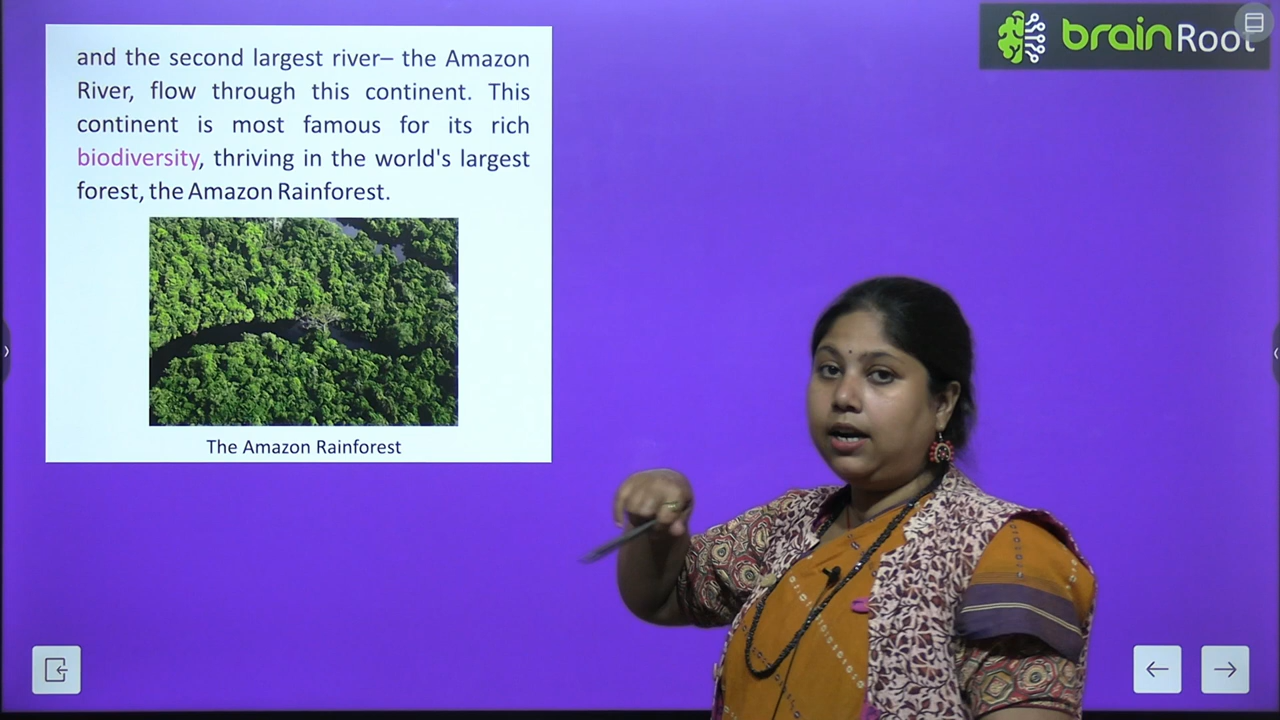 and the second largest river– the Amazon
River, flow through this continent. This
continent is most famous for its rich
biodiversity, thriving in the world's largest
forest, the Amazon Rainforest.
The Amazon Rainforest
brainRoot